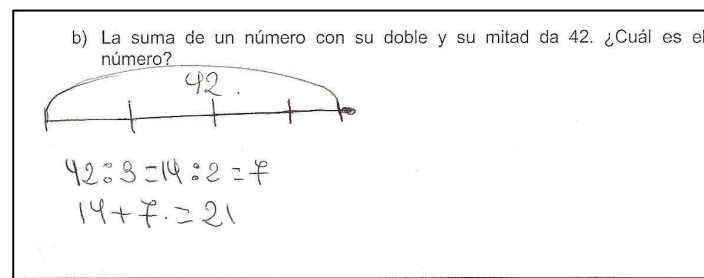 b) La suma de un número con su doble y su mitad da 42. ¿Cuál es el
número?
42.
42÷3=14÷2=7
14+7.=21